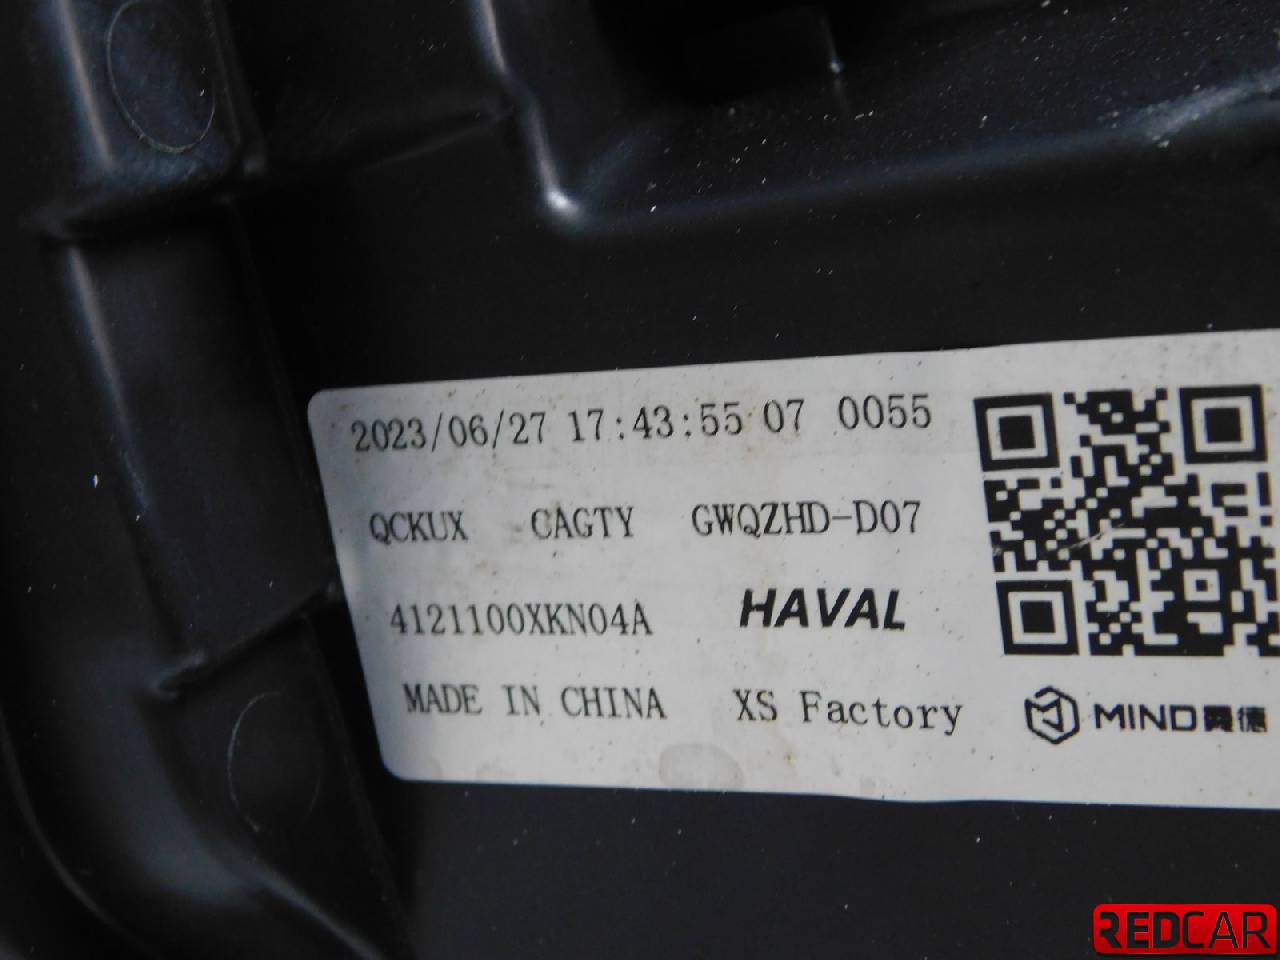 2023/06/27 17:43:55 07 0055
QCKUX CAGTY GWQZHD-D07
4121100XKN04A HAVAL
MADE IN CHINA XS Factory
MIND
REDCAR